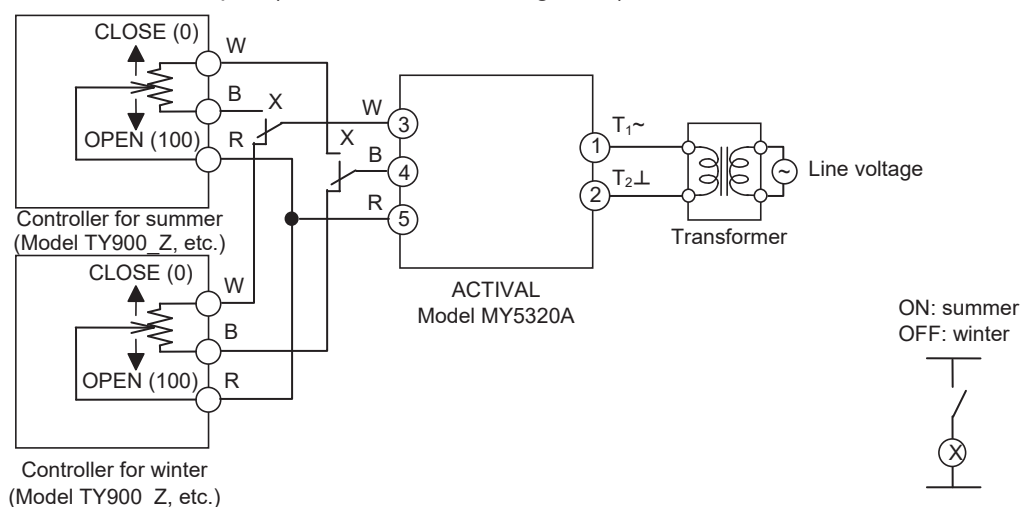 CLOSE (0)
W
B
X
OPEN (100)
R
Controller for summer
(Model TY900_Z, etc.)
CLOSE (0)
W
B
OPEN (100)
R
Controller for winter
(Model TY900_Z, etc.)
W
3
X
B
4
R
5
ACTIVAL
Model MY5320A
T₁~
1
T₂⊥
2
~
Line voltage
Transformer
ON: summer
OFF: winter
X